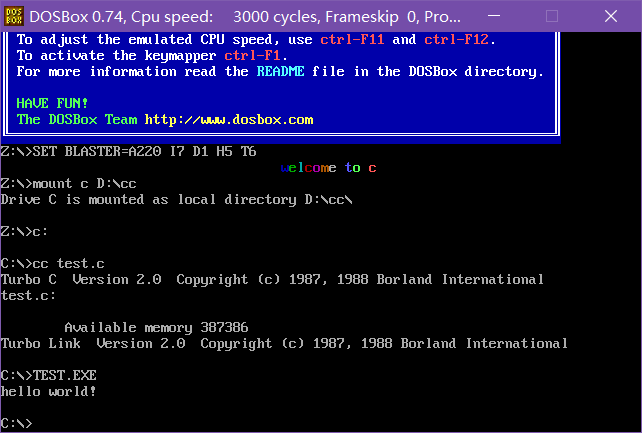 DOSBox 0.74, Cpu speed: 3000 cycles, Frameskip 0, Pro...
To adjust the emulated CPU speed, use ctrl-F11 and ctrl-F12.
To activate the keymapper ctrl-F1.
For more information read the README file in the DOSBox directory.
HAVE FUN!
The DOSBox Team http://www.dosbox.com
Z:\>SET BLASTER=A220 I7 D1 H5 T6
welcome to c
Z:\>mount c D:\cc
Drive C is mounted as local directory D:\cc\
Z:\>c:
C:\>cc test.c
Turbo C  Version 2.0  Copyright (c) 1987, 1988 Borland International
test.c:
Available memory 387386
Turbo Link  Version 2.0  Copyright (c) 1987, 1988 Borland International
C:\>TEST.EXE
hello world!
C:\>